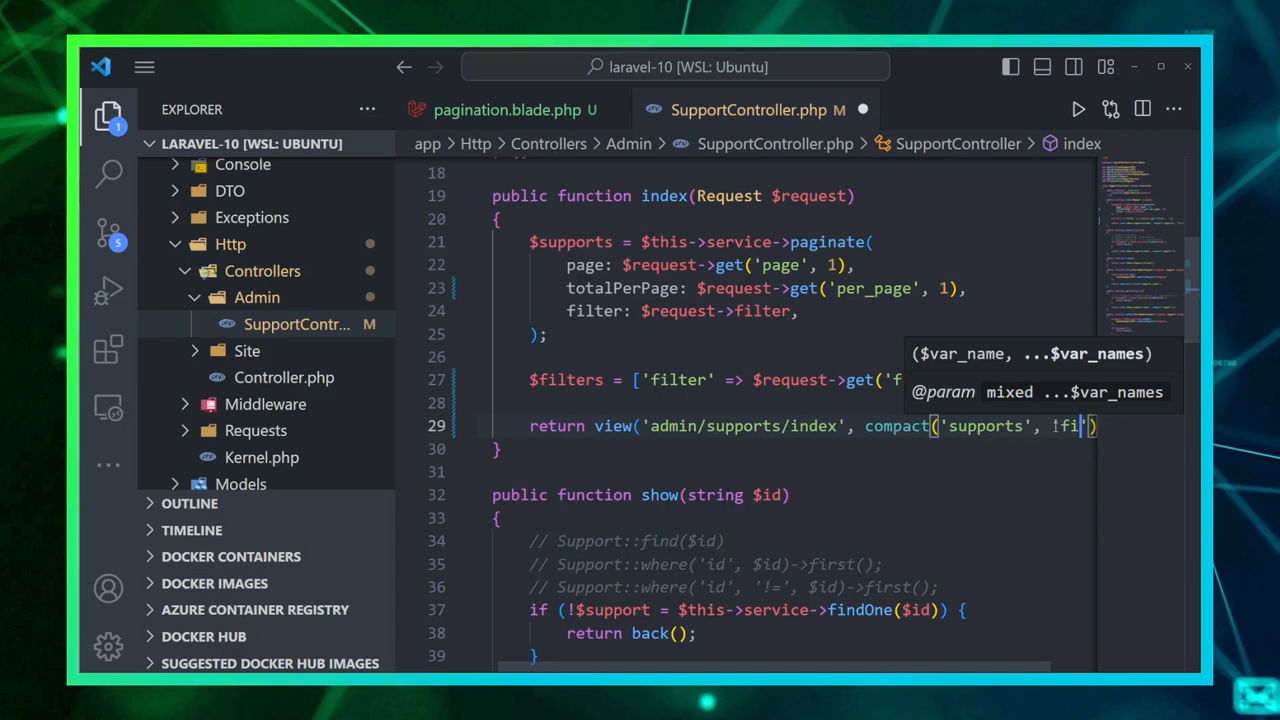 laravel-10 [WSL: Ubuntu]
EXPLORER
pagination.blade.php U
SupportController.php M
1
LARAVEL-10 [WSL: UBUNTU]
app > Http > Controllers > Admin > SupportController.php > SupportController > index
Console
DTO
Exceptions
5
Http
Controllers
Admin
SupportContr... M
Site
Controller.php
Middleware
Requests
Kernel.php
Models
OUTLINE
TIMELINE
DOCKER CONTAINERS
DOCKER IMAGES
AZURE CONTAINER REGISTRY
DOCKER HUB
SUGGESTED DOCKER HUB IMAGES
18
public function index(Request $request)
20 {
21 $supports = $this->service->paginate(
22 page: $request->get('page', 1),
23 totalPerPage: $request->get('per_page', 1),
24 filter: $request->filter,
25 );
26
($var_name, ...$var_names)
27 $filters = ['filter' => $request->get('f
@param mixed ...$var_names
28
29 return view('admin/supports/index', compact('supports', 'fi')
30 }
31
32 public function show(string $id)
33 {
34 // Support::find($id)
35 // Support::where('id', $id)->first();
36 // Support::where('id', '!=', $id)->first();
37 if (!$support = $this->service->findOne($id)) {
38 return back();
39 }